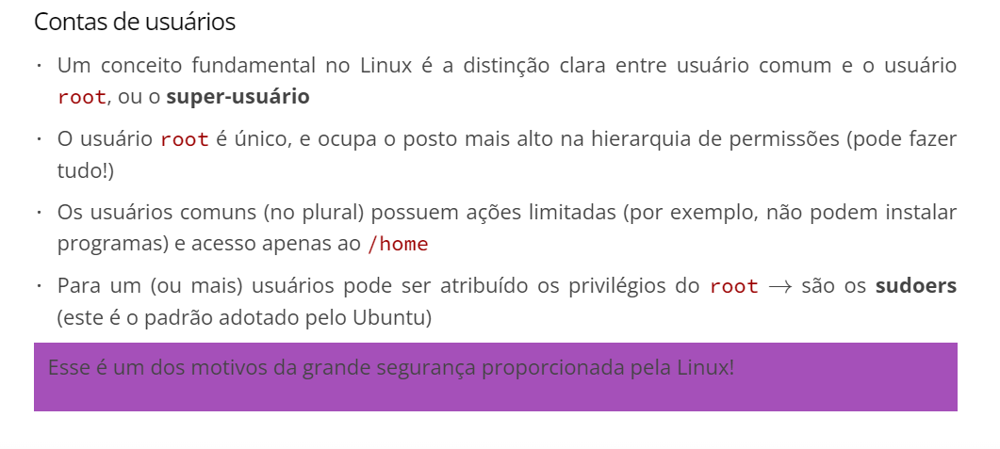 Contas de usuários
· Um conceito fundamental no Linux é a distinção clara entre usuário comum e o usuário
root, ou o super-usuário
· O usuário root é único, e ocupa o posto mais alto na hierarquia de permissões (pode fazer
tudo!)
· Os usuários comuns (no plural) possuem ações limitadas (por exemplo, não podem instalar
programas) e acesso apenas ao /home
· Para um (ou mais) usuários pode ser atribuído os privilégios do root → são os sudoers
(este é o padrão adotado pelo Ubuntu)
Esse é um dos motivos da grande segurança proporcionada pela Linux!